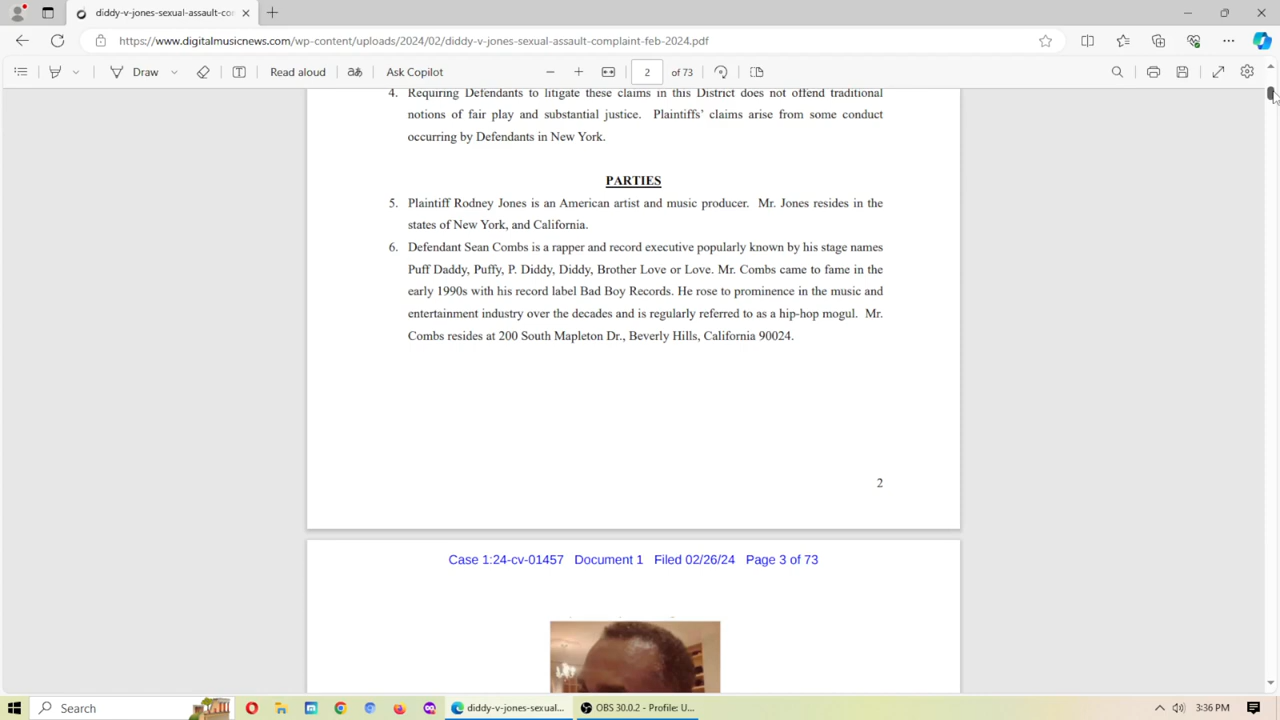 diddy-v-jones-sexual-assault-co
https://www.digitalmusicnews.com/wp-content/uploads/2024/02/diddy-v-jones-sexual-assault-complaint-feb-2024.pdf
Draw
Read aloud
aあ
Ask Copilot
2 of 73
4. Requiring Defendants to litigate these claims in this District does not offend traditional
notions of fair play and substantial justice. Plaintiffs' claims arise from some conduct
occurring by Defendants in New York.
PARTIES
5. Plaintiff Rodney Jones is an American artist and music producer. Mr. Jones resides in the
states of New York, and California.
6. Defendant Sean Combs is a rapper and record executive popularly known by his stage names
Puff Daddy, Puffy, P. Diddy, Diddy, Brother Love or Love. Mr. Combs came to fame in the
early 1990s with his record label Bad Boy Records. He rose to prominence in the music and
entertainment industry over the decades and is regularly referred to as a hip-hop mogul. Mr.
Combs resides at 200 South Mapleton Dr., Beverly Hills, California 90024.
2
Case 1:24-cv-01457 Document 1 Filed 02/26/24 Page 3 of 73
Search
diddy-v-jones-sexual...
OBS 30.0.2 - Profile: U...
3:36 PM